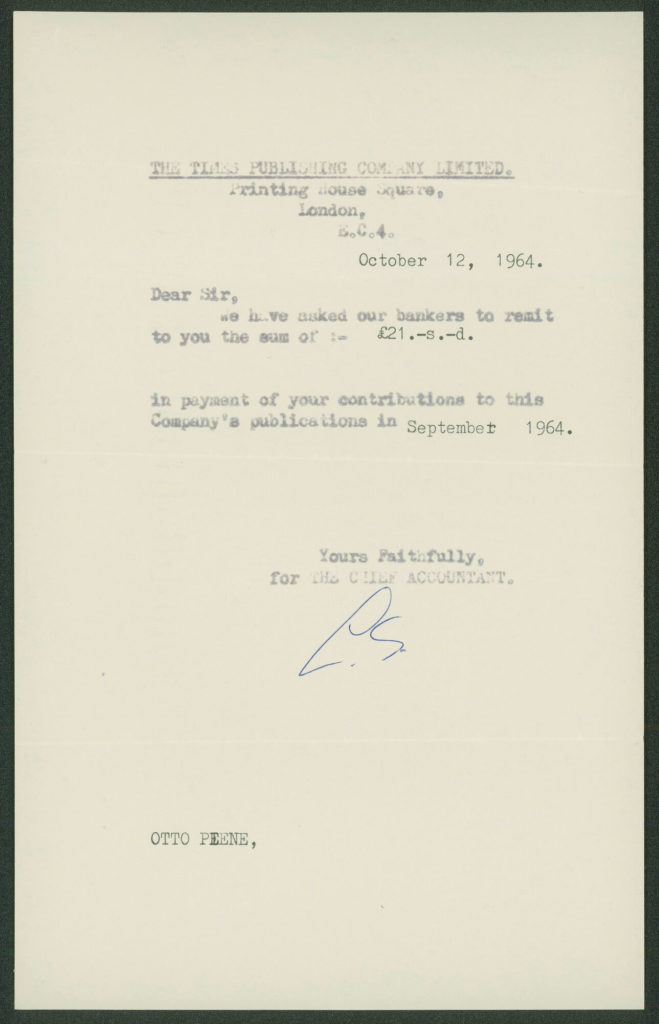 THE TIMES PUBLISHING COMPANY LIMITED.
Printing House Square,
London,
E.C.4.
October 12, 1964.
Dear Sir,
we have asked our bankers to remit
to you the sum of :- £21.-s.-d.
in payment of your contributions to this
Company's publications in September 1964.
Yours Faithfully,
for THE CHIEF ACCOUNTANT.
P.S.
OTTO PIENE,